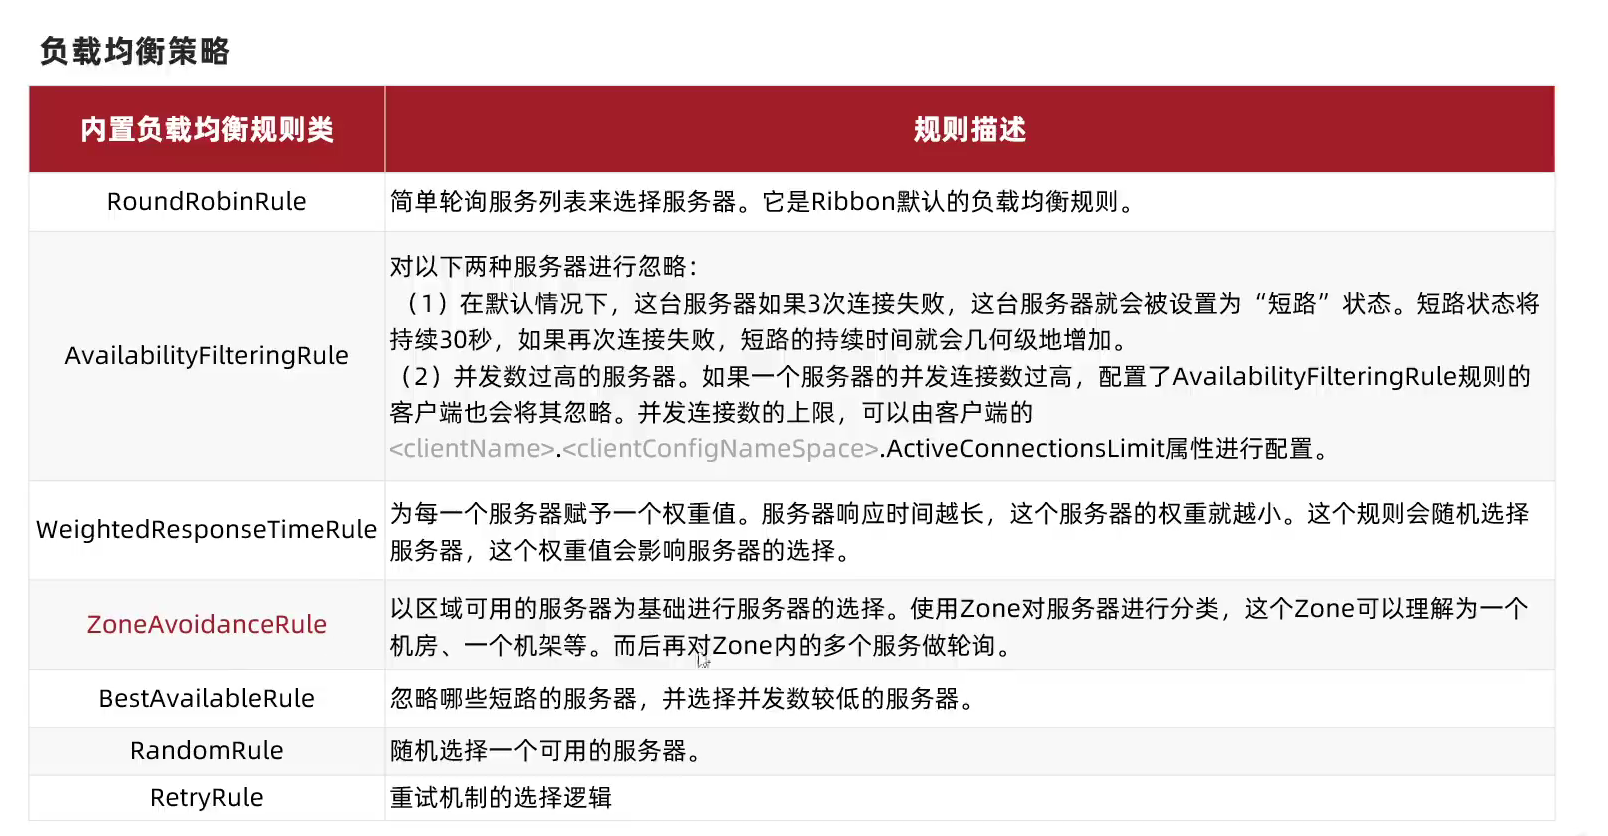 负载均衡策略
内置负载均衡规则类
规则描述
RoundRobinRule
简单轮询服务列表来选择服务器。它是Ribbon默认的负载均衡规则。
AvailabilityFilteringRule
对以下两种服务器进行忽略：
（1）在默认情况下，这台服务器如果3次连接失败，这台服务器就会被设置为“短路”状态。短路状态将
持续30秒，如果再次连接失败，短路的持续时间就会几何级地增加。
（2）并发数过高的服务器。如果一个服务器的并发连接数过高，配置了AvailabilityFilteringRule规则的
客户端也会将其忽略。并发连接数的上限，可以由客户端的
<clientName>.<clientConfigNameSpace>.ActiveConnectionsLimit属性进行配置。
WeightedResponseTimeRule
为每一个服务器赋予一个权重值。服务器响应时间越长，这个服务器的权重就越小。这个规则会随机选择
服务器，这个权重值会影响服务器的选择。
ZoneAvoidanceRule
以区域可用的服务器为基础进行服务器的选择。使用Zone对服务器进行分类，这个Zone可以理解为一个
机房、一个机架等。而后再对Zone内的多个服务做轮询。
BestAvailableRule
忽略哪些短路的服务器，并选择并发数较低的服务器。
RandomRule
随机选择一个可用的服务器。
RetryRule
重试机制的选择逻辑